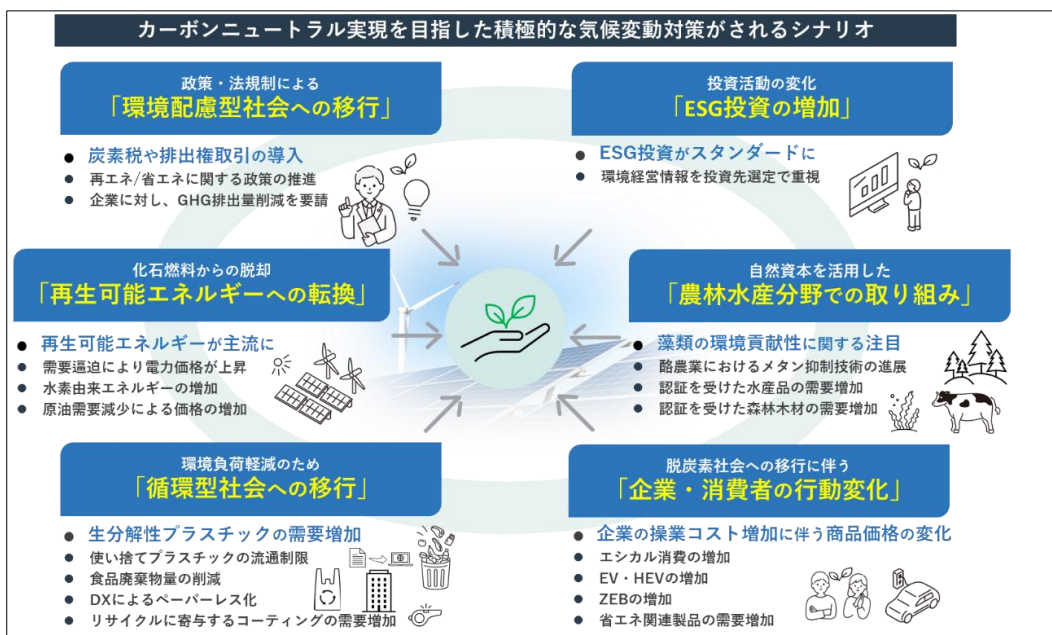 カーボンニュートラル実現を目指した積極的な気候変動対策がされるシナリオ
政策・法規制による
「環境配慮型社会への移行」
● 炭素税や排出権取引の導入
● 再エネ/省エネに関する政策の推進
● 企業に対し、GHG排出量削減を要請
投資活動の変化
「ESG投資の増加」
● ESG投資がスタンダードに
● 環境経営情報を投資先選定で重視
化石燃料からの脱却
「再生可能エネルギーへの転換」
● 再生可能エネルギーが主流に
● 需要逼迫により電力価格が上昇
● 水素由来エネルギーの増加
● 原油需要減少による価格の増加
自然資本を活用した
「農林水産分野での取り組み」
● 藻類の環境貢献性に関する注目
● 酪農業におけるメタン抑制技術の進展
● 認証を受けた水産品の需要増加
● 認証を受けた森林木材の需要増加
環境負荷軽減のため
「循環型社会への移行」
● 生分解性プラスチックの需要増加
● 使い捨てプラスチックの流通制限
● 食品廃棄物量の削減
● DXによるペーパーレス化
● リサイクルに寄与するコーティングの需要増加
脱炭素社会への移行に伴う
「企業・消費者の行動変化」
● 企業の操業コスト増加に伴う商品価格の変化
● エシカル消費の増加
● EV・HEVの増加
● ZEBの増加
● 省エネ関連製品の需要増加